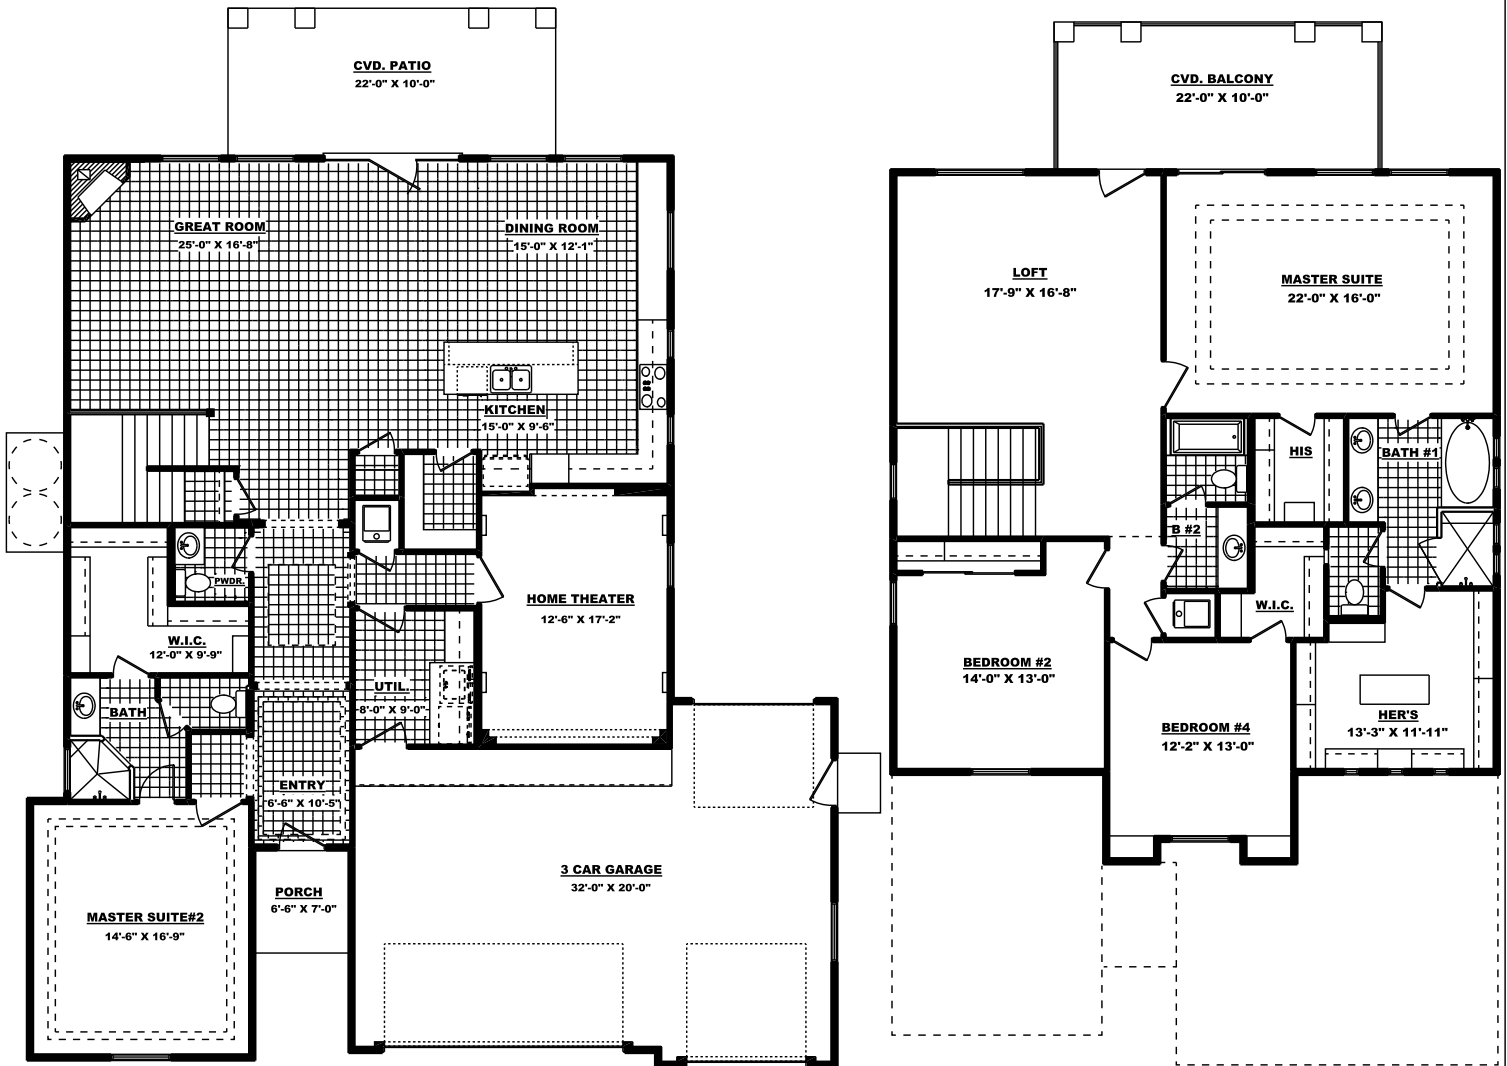 CVD. PATIO
22'-0" X 10'-0"
GREAT ROOM
25'-0" X 16'-8"
DINING ROOM
15'-0" X 12'-1"
KITCHEN
15'-0" X 9'-6"
PWDR.
HOME THEATER
12'-6" X 17'-2"
W.I.C.
12'-0" X 9'-9"
UTIL.
8'-0" X 9'-0"
BATH
ENTRY
6'-6" X 10'-5"
3 CAR GARAGE
32'-0" X 20'-0"
PORCH
6'-6" X 7'-0"
MASTER SUITE#2
14'-6" X 16'-9"
CVD. BALCONY
22'-0" X 10'-0"
LOFT
17'-9" X 16'-8"
MASTER SUITE
22'-0" X 16'-0"
HIS
BATH #1
B #2
W.I.C.
BEDROOM #2
14'-0" X 13'-0"
HER'S
13'-3" X 11'-11"
BEDROOM #4
12'-2" X 13'-0"